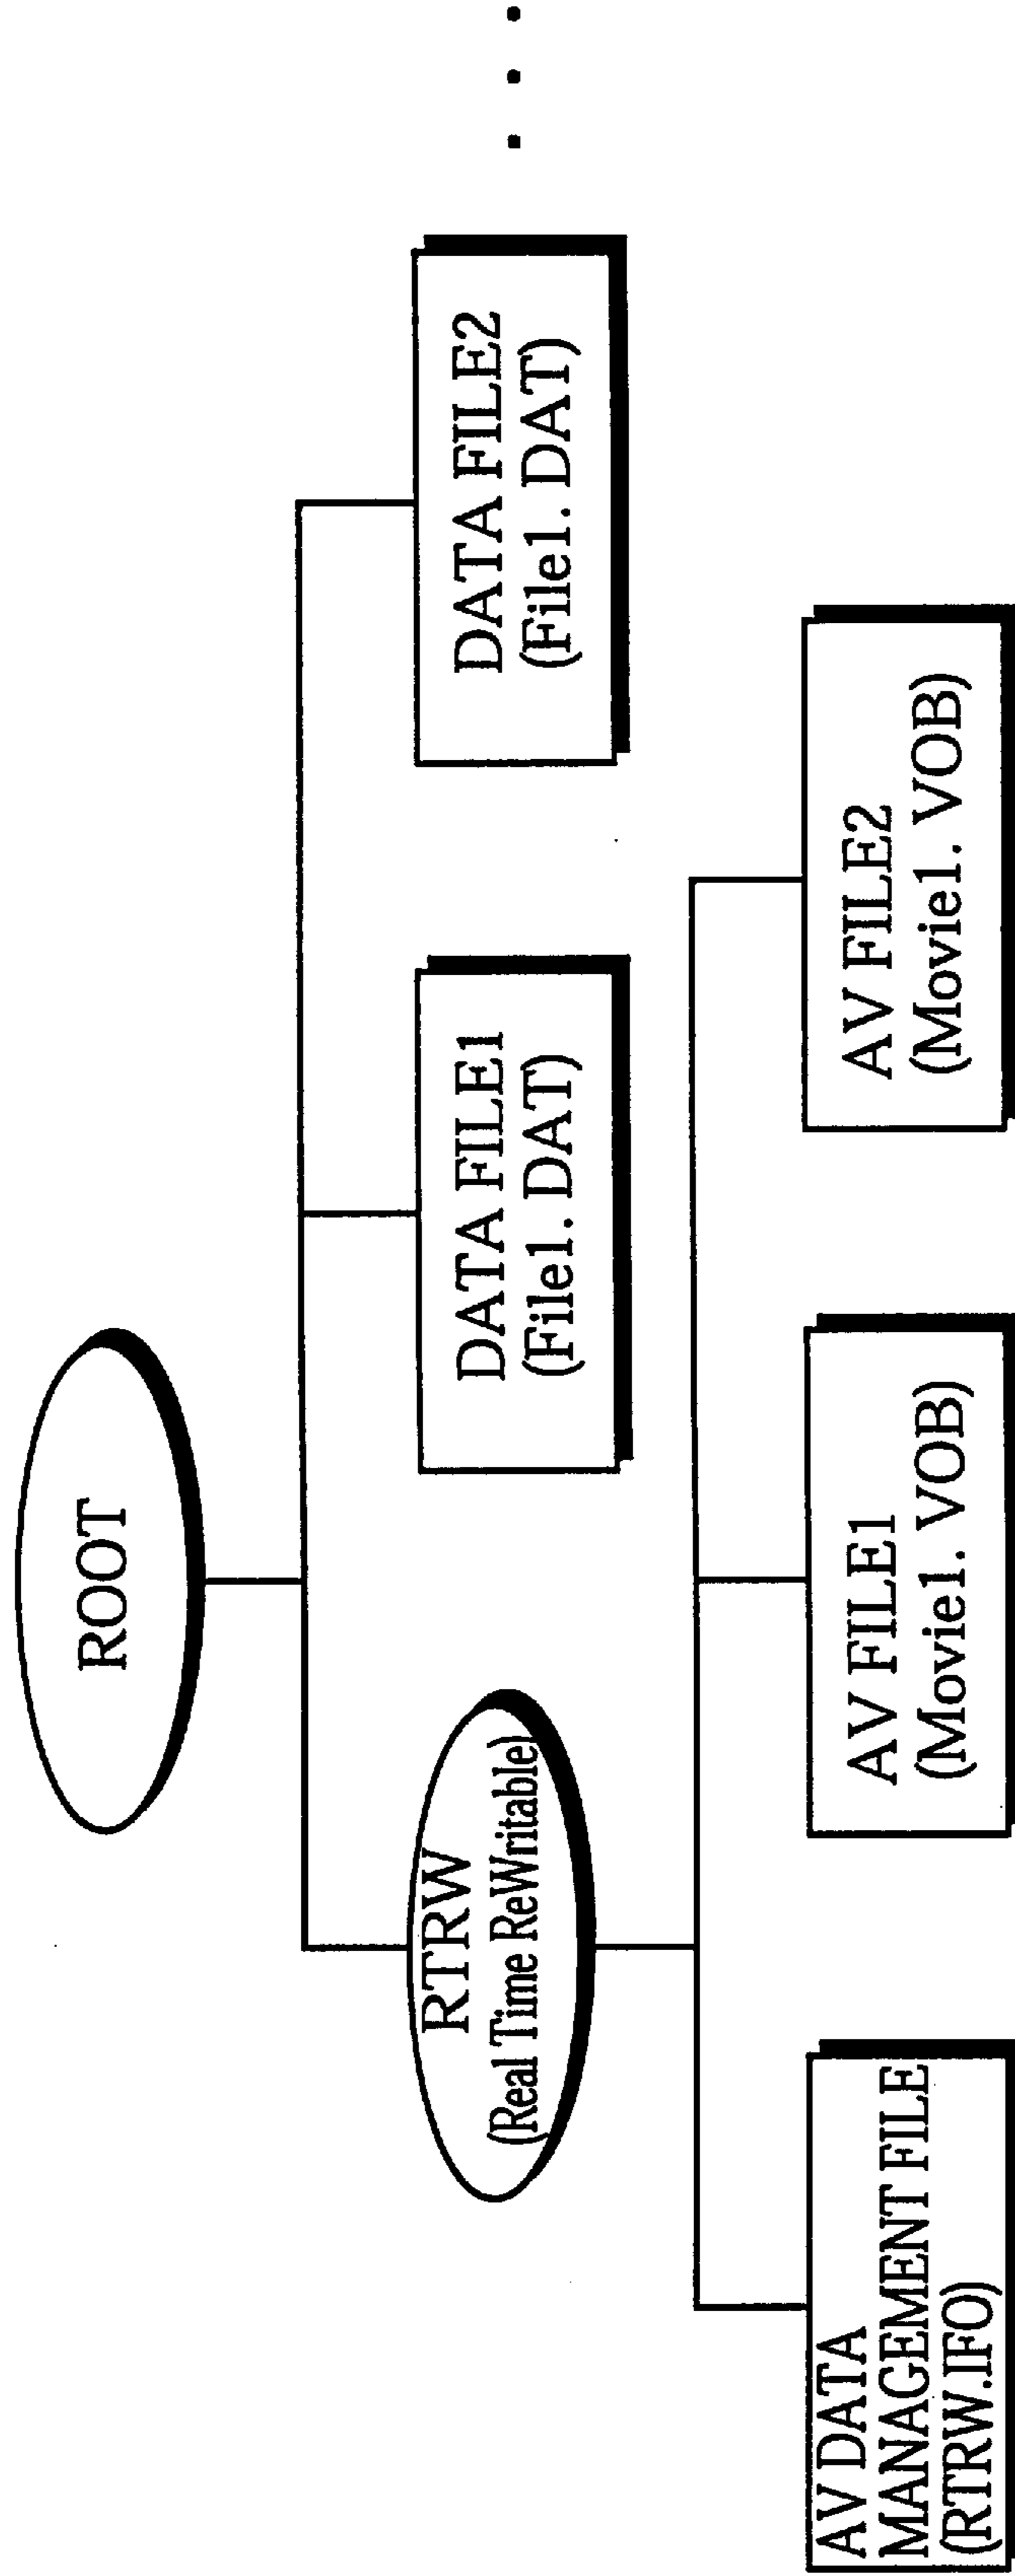 ROOT
RTRW
(Real Time ReWritable)
DATA FILE1
(File1. DAT)
DATA FILE2
(File1. DAT)
. . .
AV DATA
MANAGEMENT FILE
(RTRW.IFO)
AV FILE1
(Movie1. VOB)
AV FILE2
(Movie1. VOB)